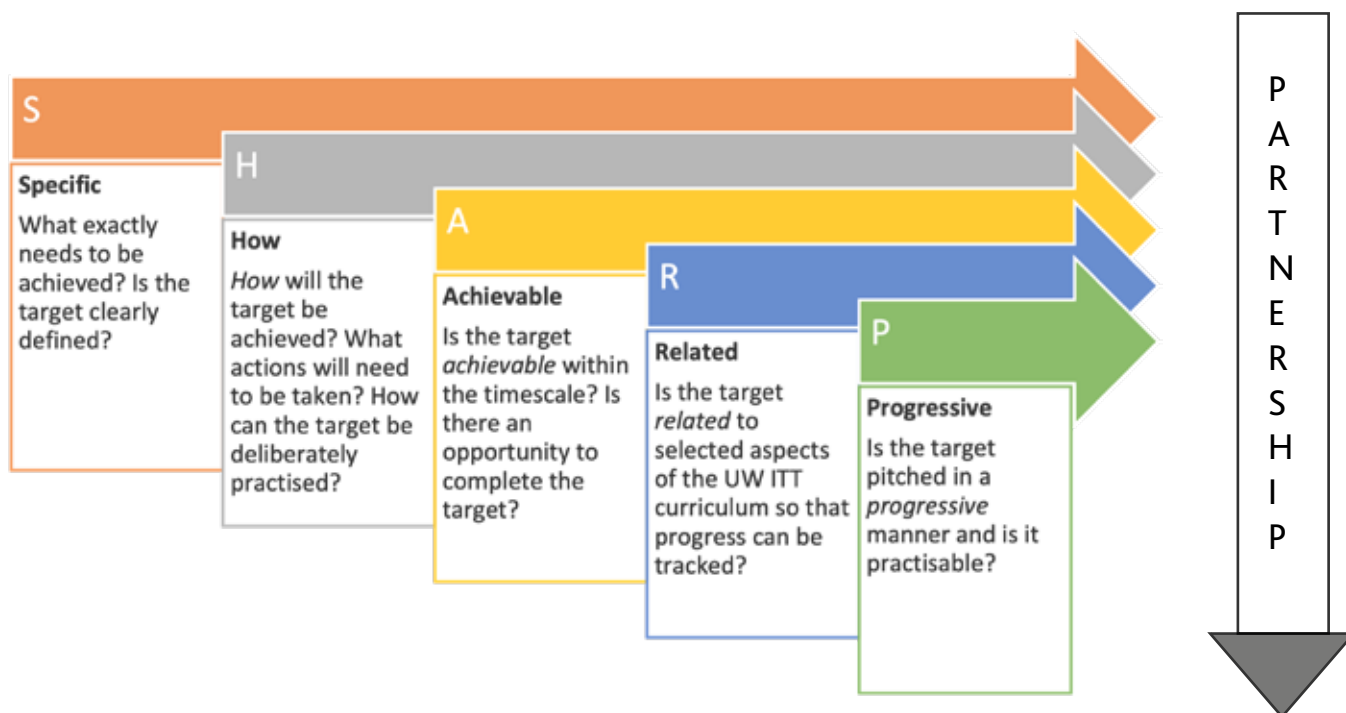 S
Specific
What exactly
needs to be
achieved? Is the
target clearly
defined?
H
How
How will the
target be
achieved? What
actions will need
to be taken? How
can the target be
deliberately
practised?
A
Achievable
Is the target
achievable within
the timescale? Is
there an
opportunity to
complete the
target?
R
Related
Is the target
related to
selected aspects
of the UW ITT
curriculum so that
progress can be
tracked?
P
Progressive
Is the target
pitched in a
progressive
manner and is it
practisable?
P
A
R
T
N
E
R
S
H
I
P